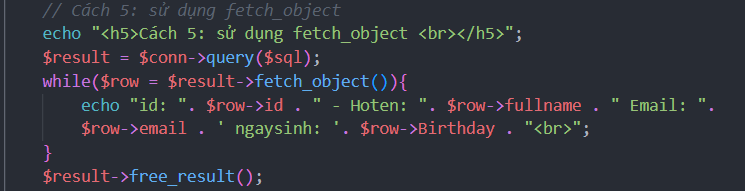 // Cách 5: sử dụng fetch_object
echo "<h5>Cách 5: sử dụng fetch_object <br></h5>";
$result = $conn->query($sql);
while($row = $result->fetch_object()){
echo "id: ". $row->id . " - Hoten: ". $row->fullname . " Email: ".
$row->email . ' ngaysinh: '. $row->Birthday . "<br>";
}
$result->free_result();